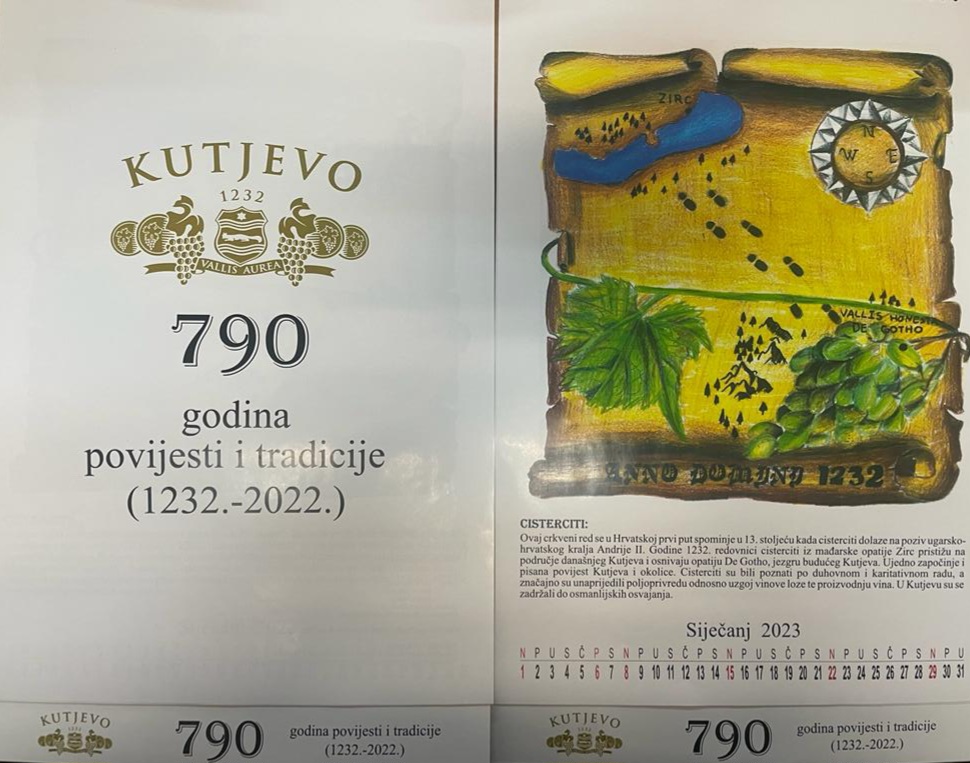 KUTJEVO
1232
VALLIS AUREA
790
godina
povijesti i tradicije
(1232.-2022.)
KUTJEVO
1232
790
godina povijesti i tradicije
(1232.-2022.)
ZIRC
N
W E
S
VALLIS HONESTA
DE GOTHO
ANNO DOMINI 1232
CISTERCITI:
Ovaj crkveni red se u Hrvatskoj prvi put spominje u 13. stoljeću kada cisterciti dolaze na poziv ugarsko-
hrvatskog kralja Andrije II. Godine 1232. redovnici cisterciti iz mađarske opatije Zirc pristižu na
područje današnjeg Kutjeva i osnivaju opatiju De Gotho, jezgru budućeg Kutjeva. Ujedno započinje i
pisana povijest Kutjeva i okolice. Cisterciti su bili poznati po duhovnom i karitativnom radu, a
značajno su unaprijedili poljoprivredu odnosno uzgoj vinove loze te proizvodnju vina. U Kutjevu su se
zadržali do osmanlijskih osvajanja.
Siječanj 2023
N P U S Č P S N P U S Č P S N P U S Č P S N P U S Č P S N P U
1 2 3 4 5 6 7 8 9 10 11 12 13 14 15 16 17 18 19 20 21 22 23 24 25 26 27 28 29 30 31
KUTJEVO
1232
790
godina povijesti i tradicije
(1232.-2022.)